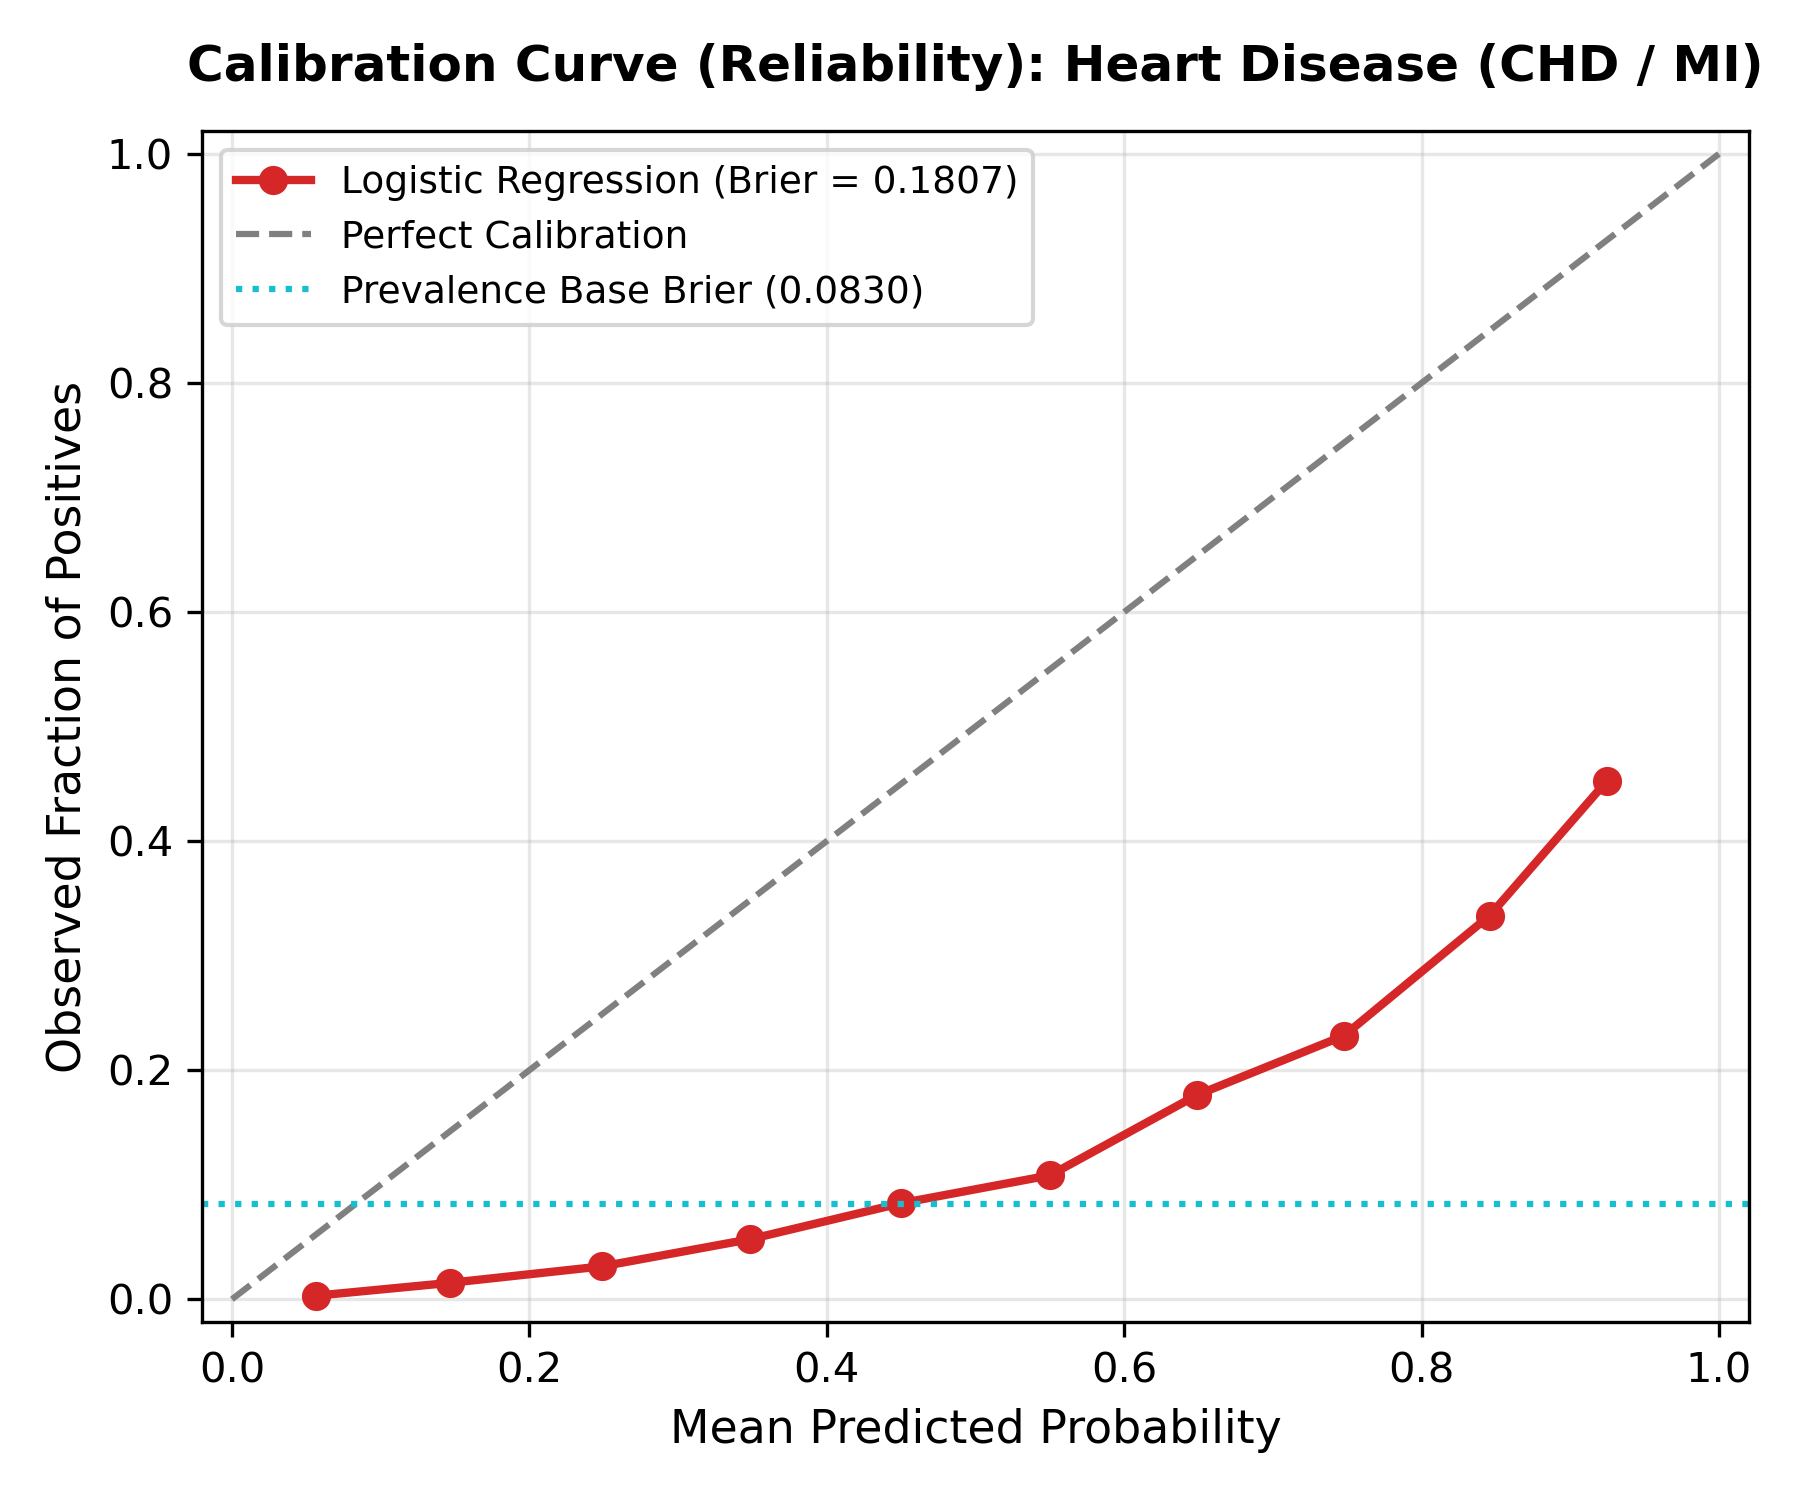 Calibration Curve (Reliability): Heart Disease (CHD / MI)
Logistic Regression (Brier = 0.1807)
Perfect Calibration
Prevalence Base Brier (0.0830)
Observed Fraction of Positives
1.0
0.8
0.6
0.4
0.2
0.0
0.0 0.2 0.4 0.6 0.8 1.0
Mean Predicted Probability